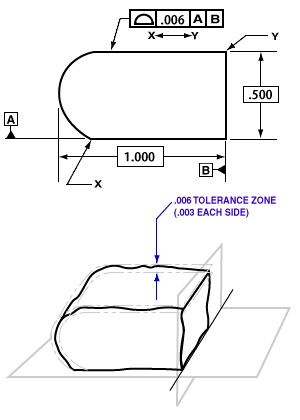 .006 A B
X Y
Y
A
.500
1.000
B
X
.006 TOLERANCE ZONE
(.003 EACH SIDE)